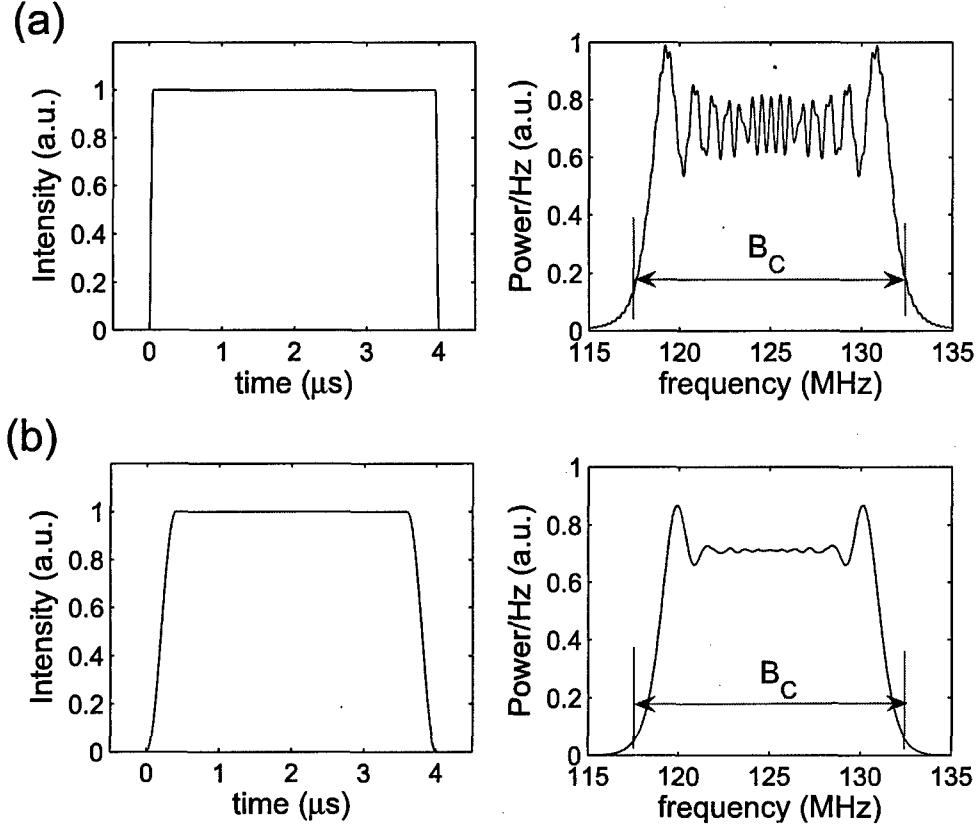 (a)
Intensity (a.u.)
1
0.8
0.6
0.4
0.2
0
0 1 2 3 4
time (μs)
Power/Hz (a.u.)
1
0.8
0.6
0.4
0.2
0
B_C
115 120 125 130 135
frequency (MHz)
(b)
Intensity (a.u.)
1
0.8
0.6
0.4
0.2
0
0 1 2 3 4
time (μs)
Power/Hz (a.u.)
1
0.8
0.6
0.4
0.2
0
B_C
115 120 125 130 135
frequency (MHz)